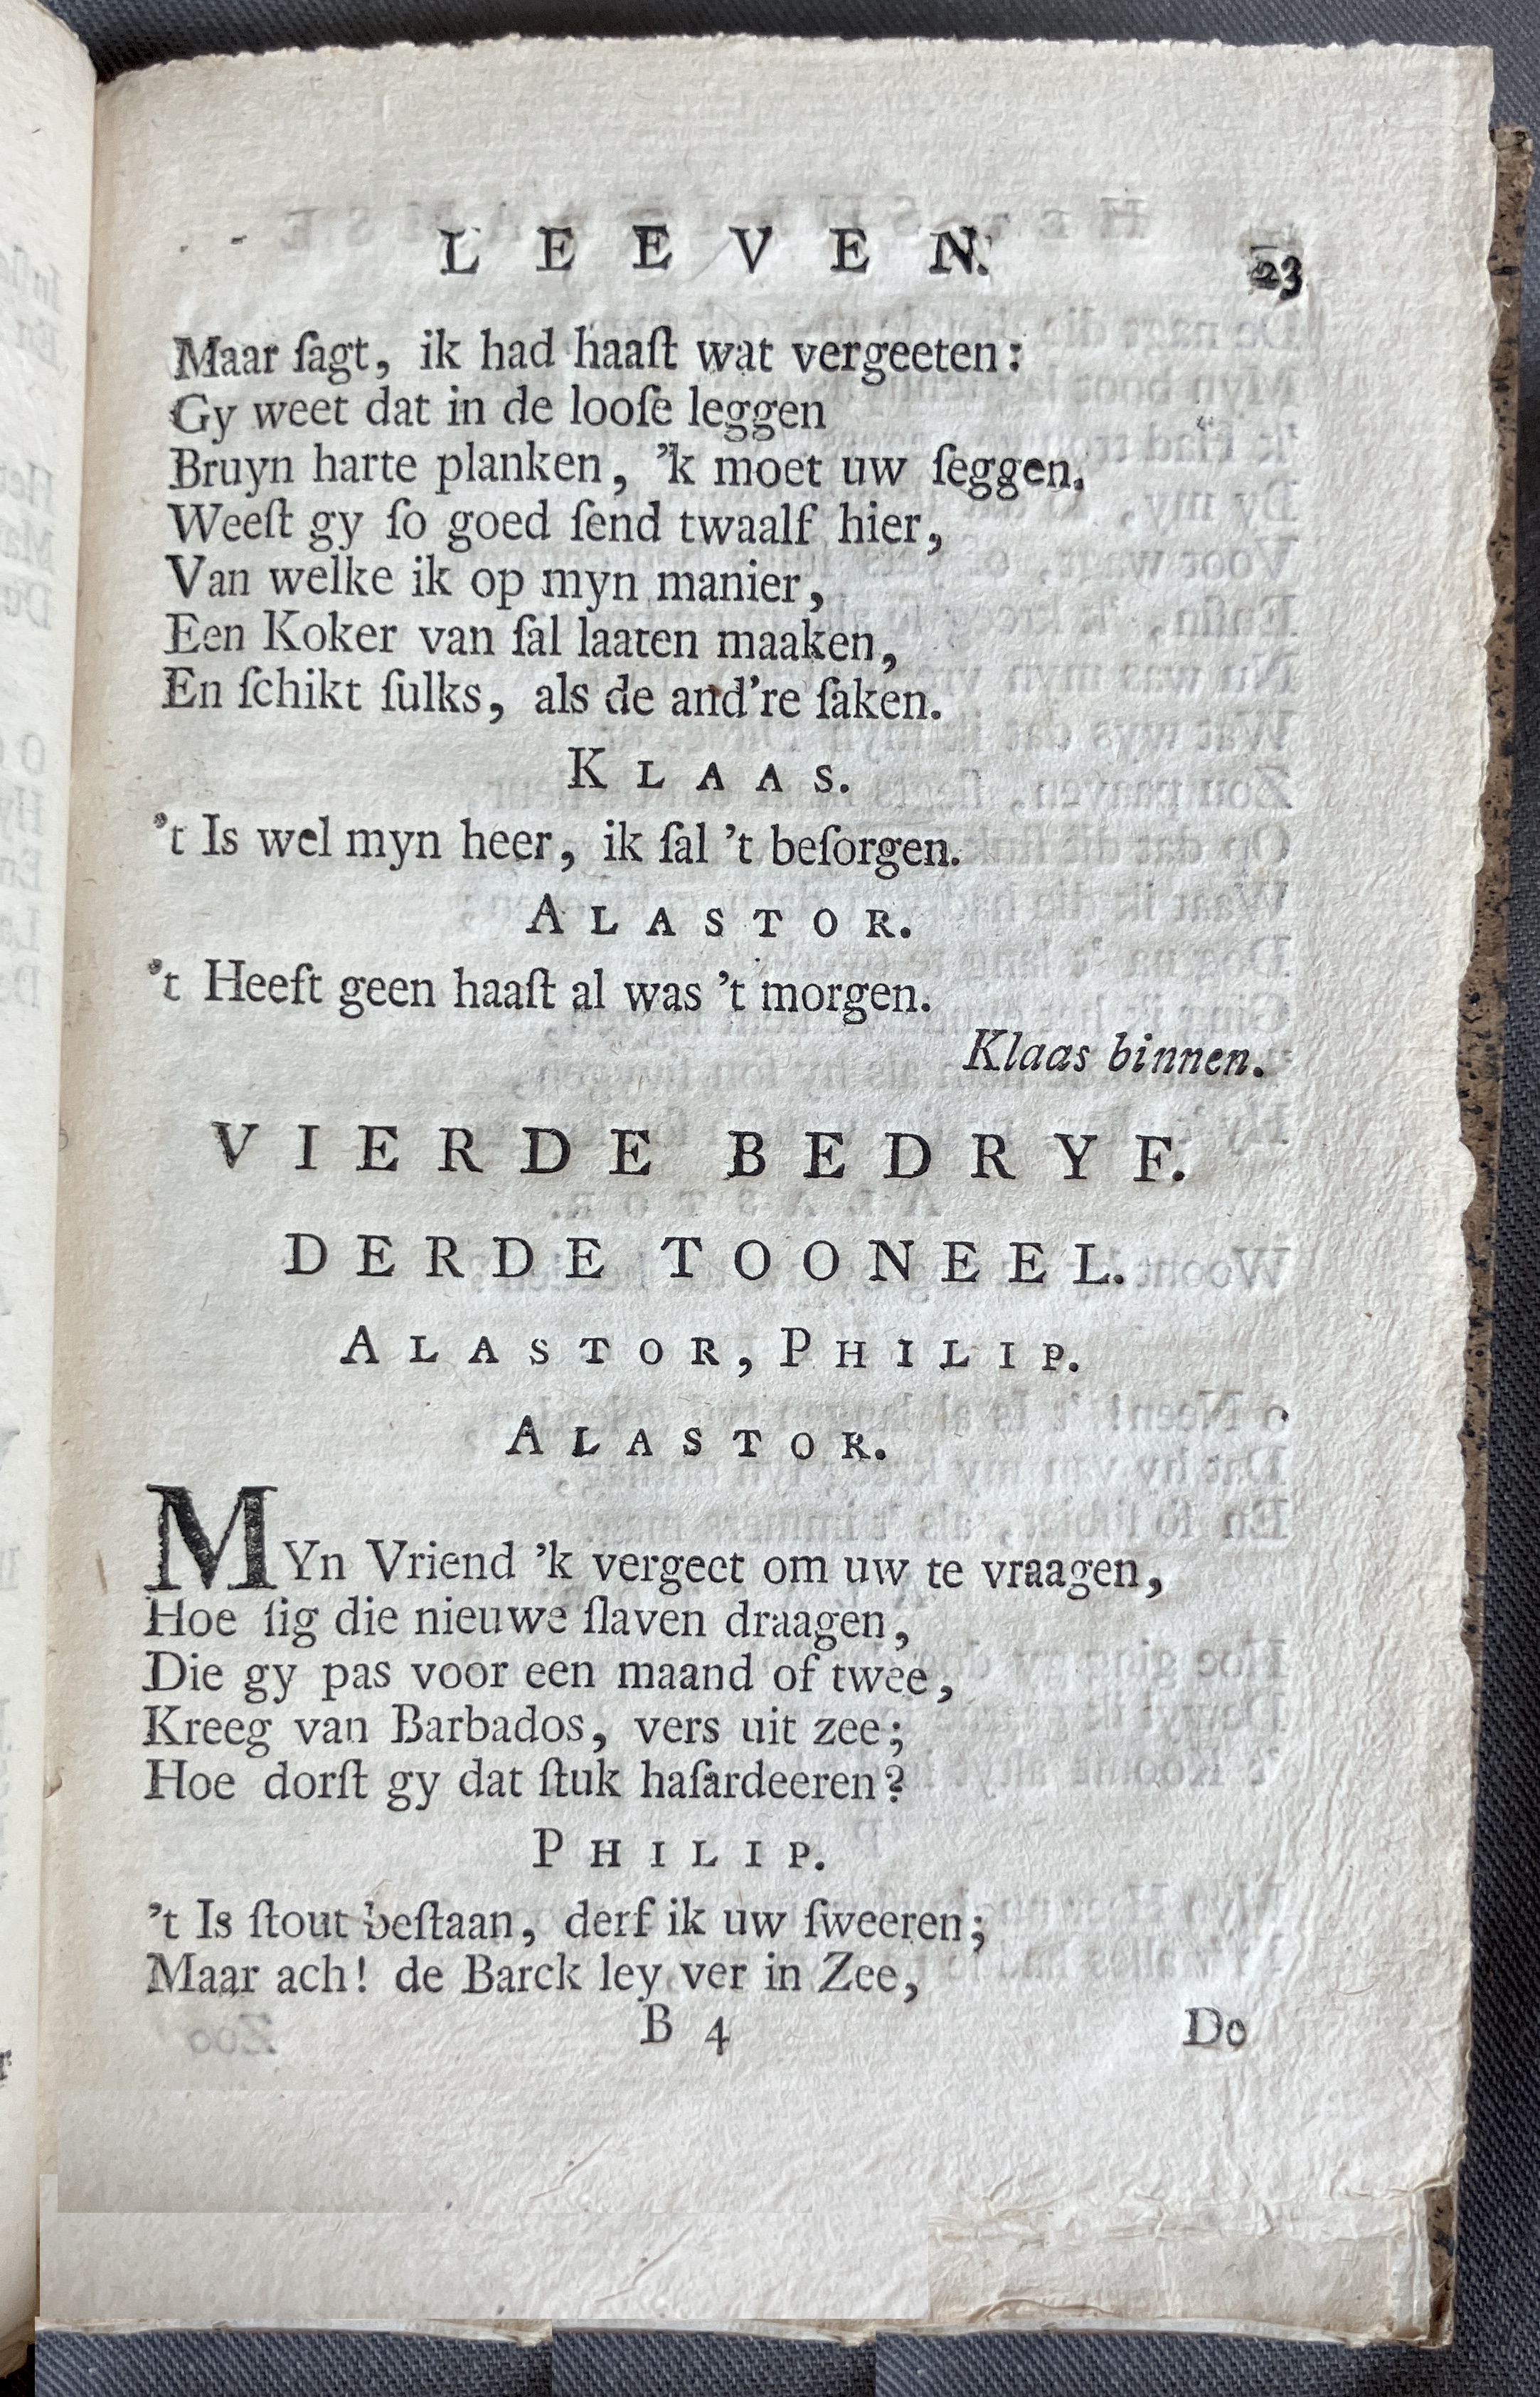 LEEVEN. 23
Maar ſagt, ik had haaſt wat vergeeten:
Gy weet dat in de looſe leggen
Bruyn harte planken, 'k moet uw ſeggen.
Weeſt gy ſo goed ſend twaalf hier,
Van welke ik op myn manier,
Een Koker van ſal laaten maaken,
En ſchikt ſulks, als de and're ſaken.
KLAAS.
't Is wel myn heer, ik ſal 't beſorgen.
ALASTOR.
't Heeft geen haaſt al was 't morgen.
Klaas binnen.
VIERDE BEDRYF.
DERDE TOONEEL.
ALASTOR, PHILIP.
ALASTOR.
MYn Vriend 'k vergeet om uw te vraagen,
Hoe ſig die nieuwe ſlaven draagen,
Die gy pas voor een maand of twee,
Kreeg van Barbados, vers uit zee;
Hoe dorſt gy dat ſtuk haſardeeren?
PHILIP.
't Is ſtout beſtaan, derf ik uw ſweeren;
Maar ach! de Barck ley ver in Zee,
B 4 Do